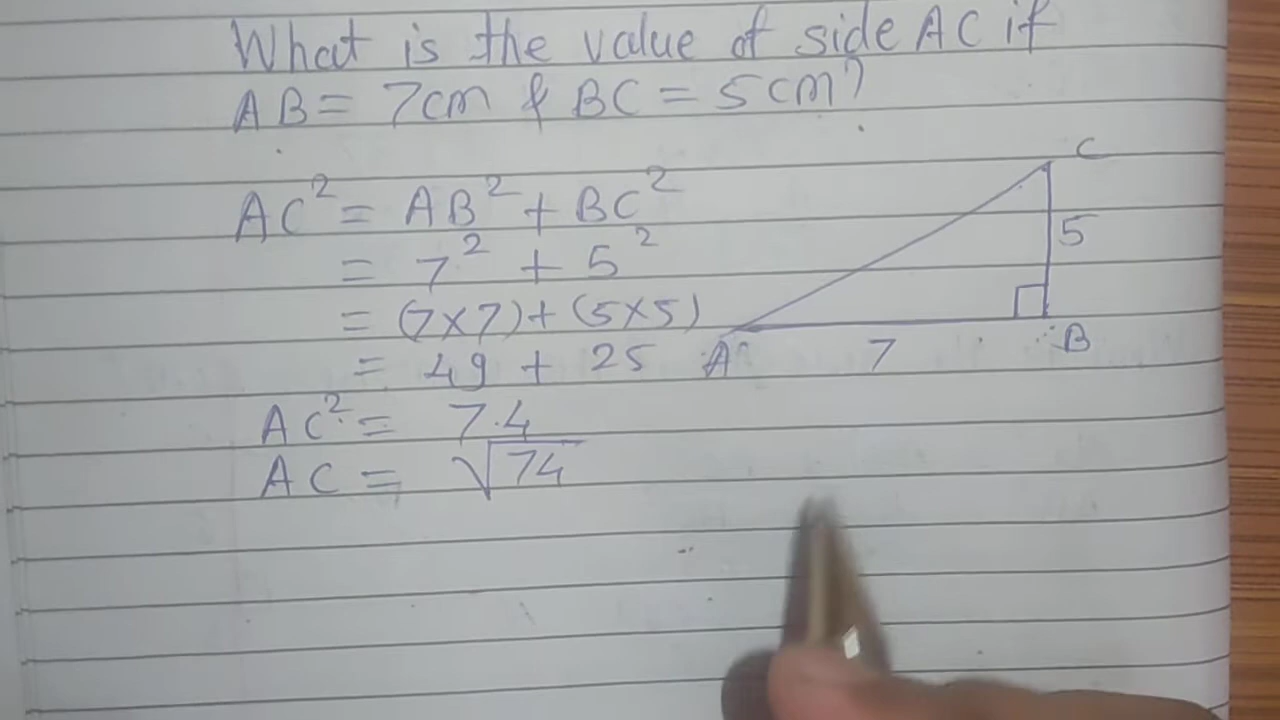 What is the value of side AC if
AB = 7cm & BC = 5cm?
AC² = AB² + BC²
= 7² + 5²
= (7×7) + (5×5)
= 49 + 25
AC² = 74
AC = √74
C
5
A
7
B